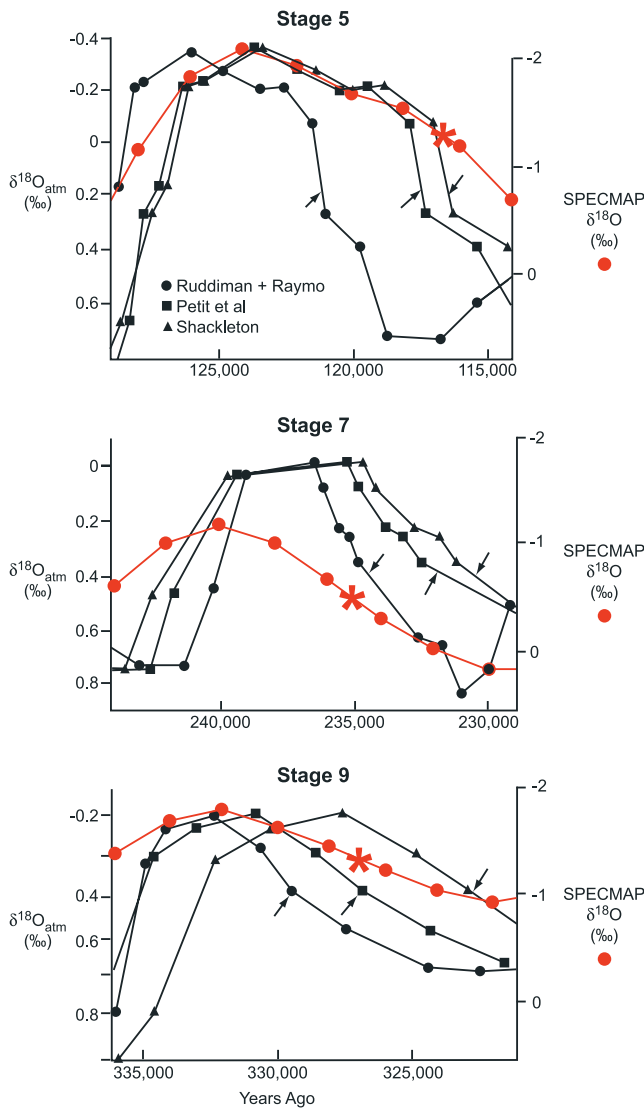 Stage 5
-0.4
-0.2
0
0.2
0.4
0.6
δ18Oatm
(‰)
-2
-1
0
SPECMAP
δ18O
(‰)
Ruddiman + Raymo
Petit et al
Shackleton
125,000
120,000
115,000
Stage 7
0
0.2
0.4
0.6
0.8
δ18Oatm
(‰)
-2
-1
0
SPECMAP
δ18O
(‰)
240,000
235,000
230,000
Stage 9
-0.2
0.4
0.6
0.8
δ18Oatm
(‰)
-2
-1
0
SPECMAP
δ18O
(‰)
335,000
330,000
325,000
Years Ago